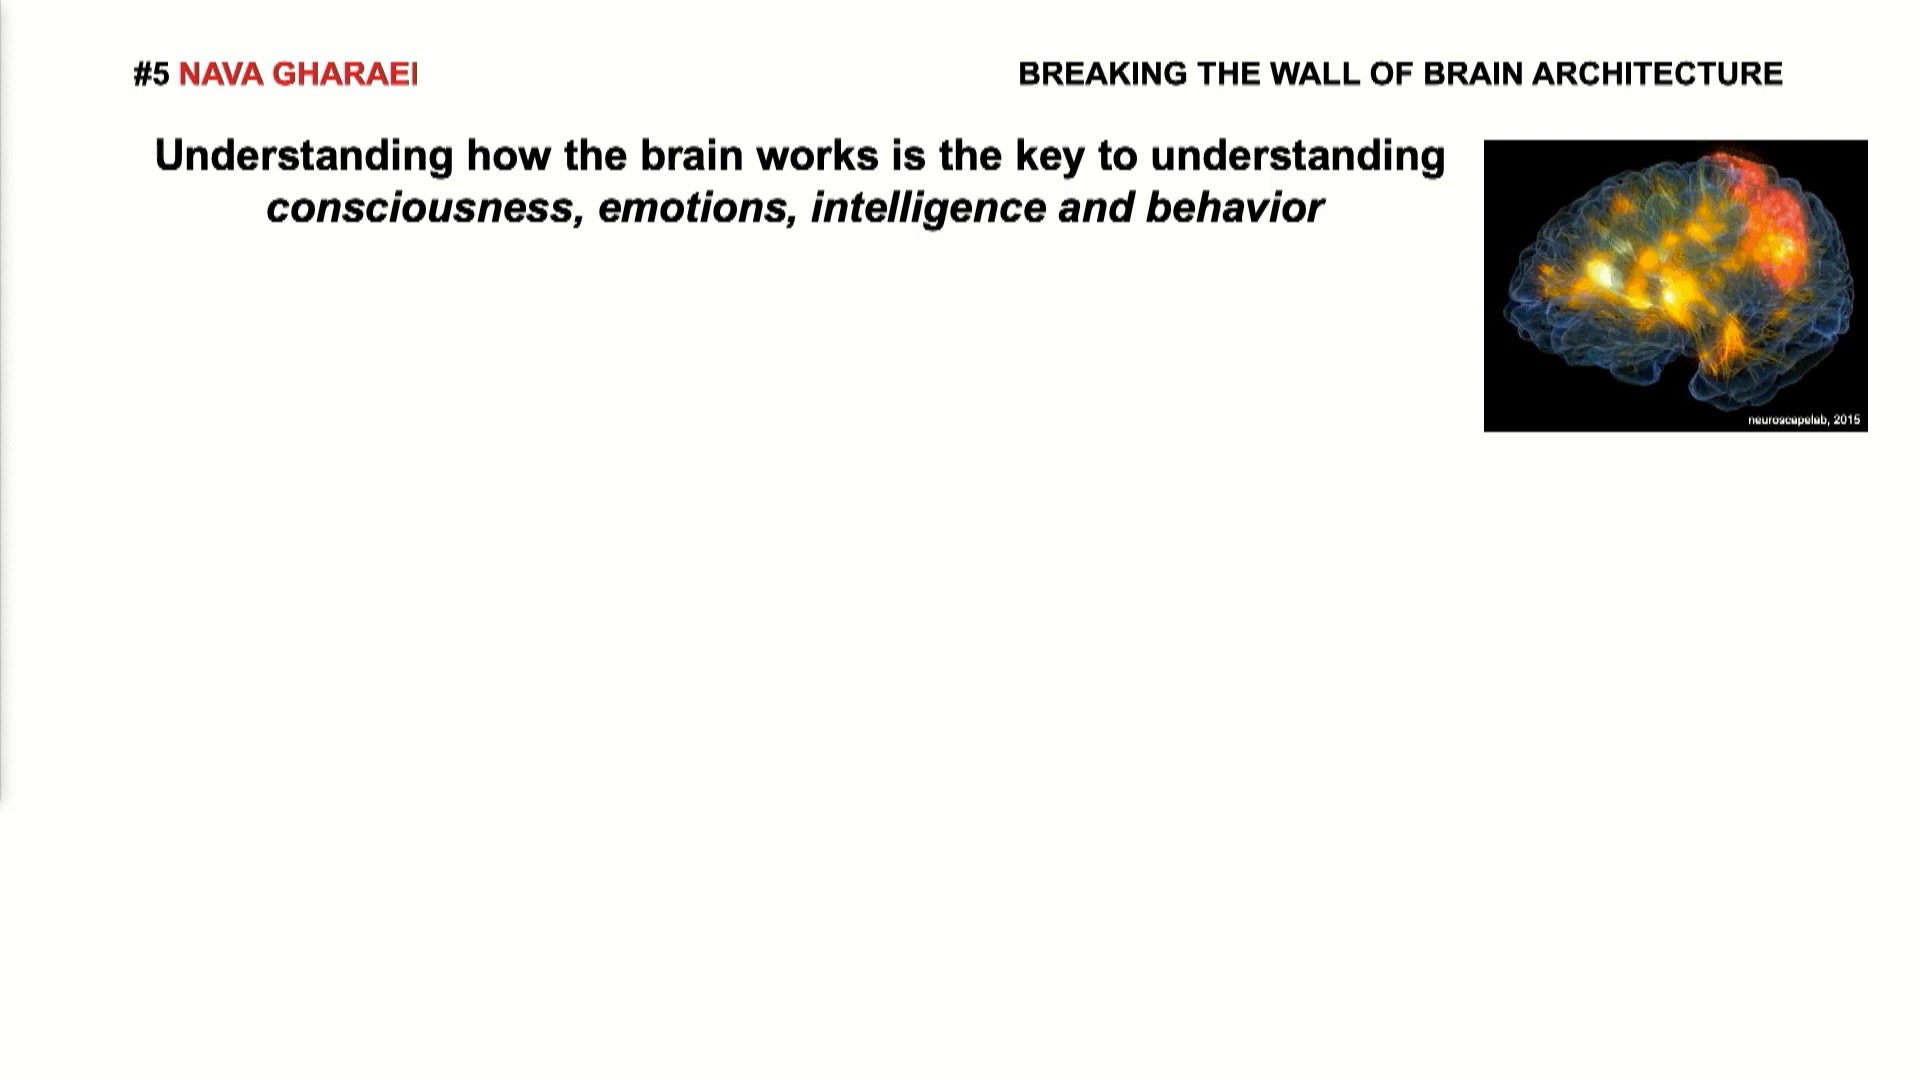 #5 NAVA GHARAEI
BREAKING THE WALL OF BRAIN ARCHITECTURE
Understanding how the brain works is the key to understanding
consciousness, emotions, intelligence and behavior
neuroscapelab, 2015